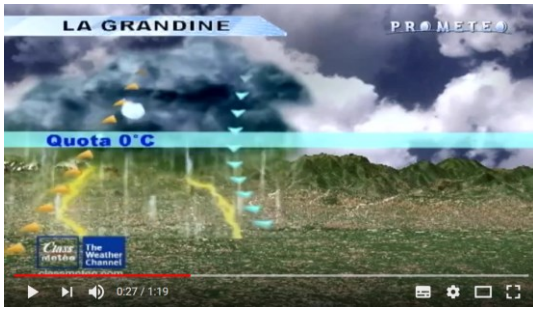 LA GRANDINE
PROMETEO
Quota 0°C
Class
meteo
The
Weather
Channel
classmeteo.com
0:27 / 1:19